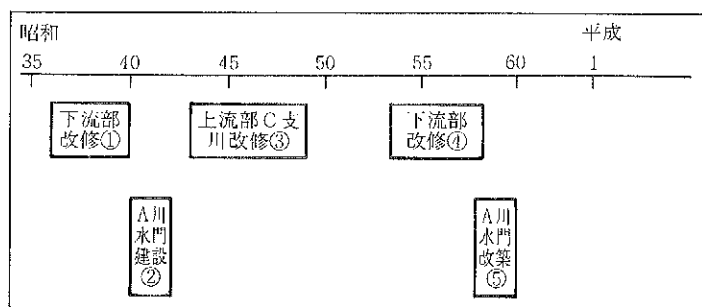 昭和 平成
35 40 45 50 55 60 1
下流部
改修①
上流部C支
川改修③
下流部
改修④
A川
水門
建設
②
A川
水門
改築
⑤